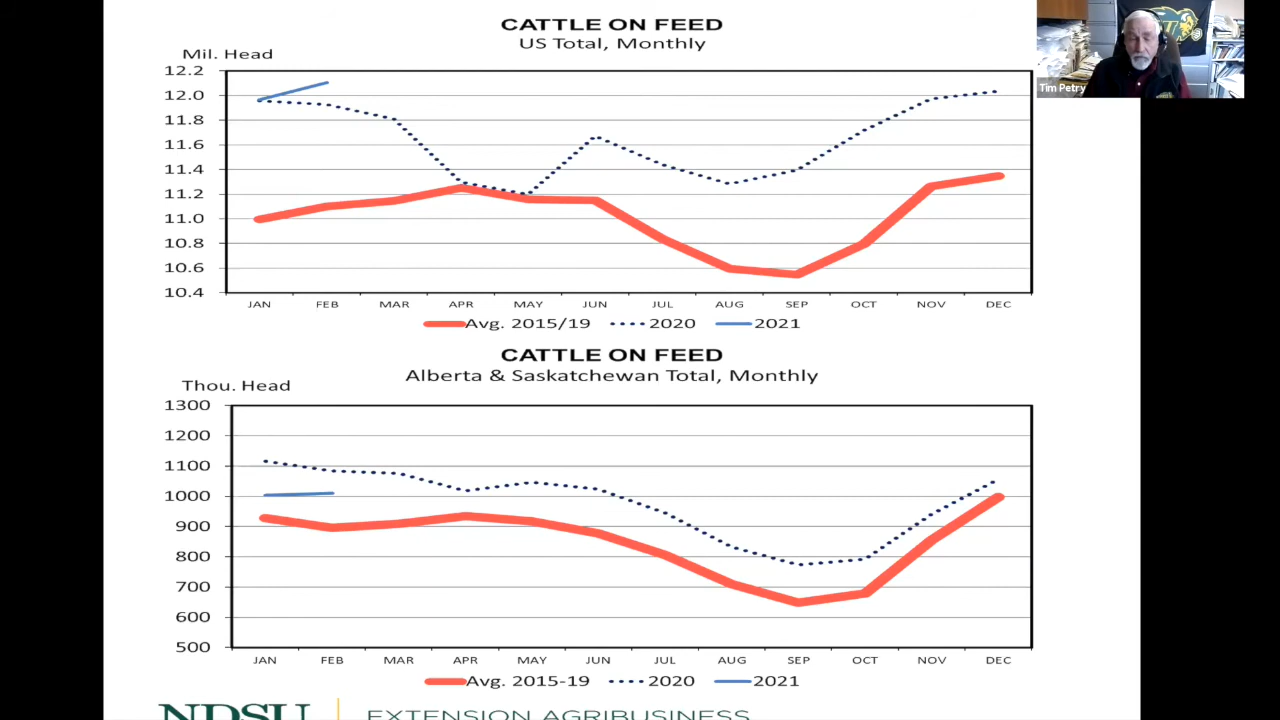 CATTLE ON FEED
US Total, Monthly
Mil. Head
12.2
12.0
11.8
11.6
11.4
11.2
11.0
10.8
10.6
10.4
JAN FEB MAR APR MAY JUN JUL AUG SEP OCT NOV DEC
Avg. 2015/19 2020 2021
Tim Petry
CATTLE ON FEED
Alberta & Saskatchewan Total, Monthly
Thou. Head
1300
1200
1100
1000
900
800
700
600
500
JAN FEB MAR APR MAY JUN JUL AUG SEP OCT NOV DEC
Avg. 2015-19 2020 2021
NDSU EXTENSION AGRIBUSINESS